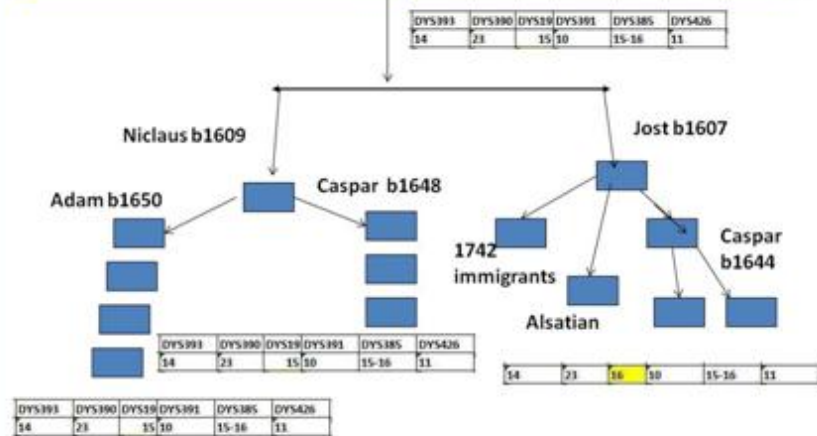 DYS393 DYS390 DYS19 DYS391 DYS385 DYS426
14 23 15 10 15-16 11
Niclaus b1609
Jost b1607
Adam b1650
Caspar b1648
1742
immigrants
Caspar
b1644
Alsatian
DYS393 DYS390 DYS19 DYS391 DYS385 DYS426
14 23 15 10 15-16 11
14 23 16 10 15-16 11
DYS393 DYS390 DYS19 DYS391 DYS385 DYS426
14 23 15 10 15-16 11